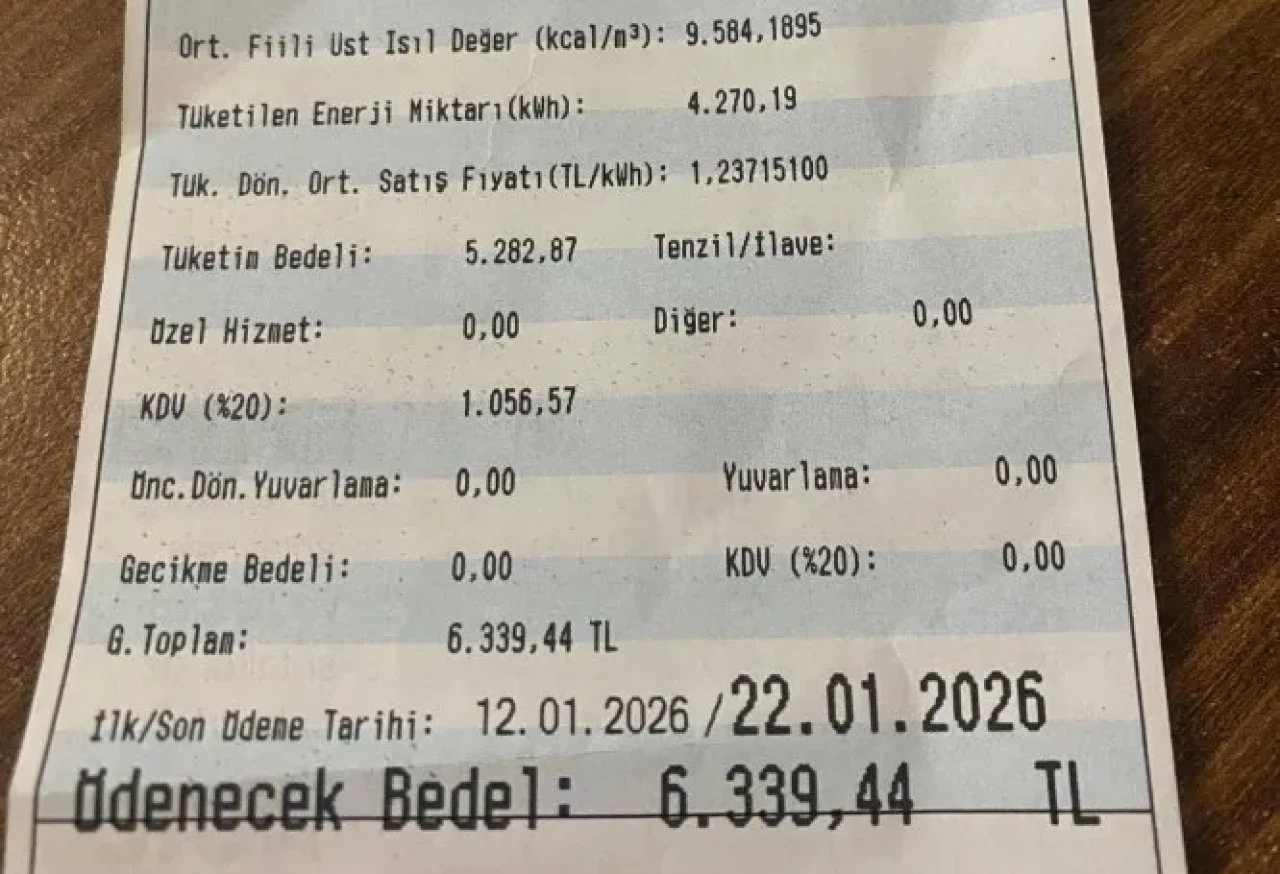 Ort. Fiili Üst Isıl Değer (kcal/m³): 9.584,1895
Tüketilen Enerji Miktarı(kWh): 4.270,19
Tük. Dön. Ort. Satış Fiyatı(TL/kWh): 1,23715100
Tüketim Bedeli: 5.282,87 Tenzil/İlave:
Özel Hizmet: 0,00 Diğer: 0,00
KDV (%20): 1.056,57
Önc.Dön.Yuvarlama: 0,00 Yuvarlama: 0,00
Gecikme Bedeli: 0,00 KDV (%20): 0,00
G.Toplam: 6.339,44 TL
İlk/Son Ödeme Tarihi: 12.01.2026 /22.01.2026
Ödenecek Bedel: 6.339,44 TL